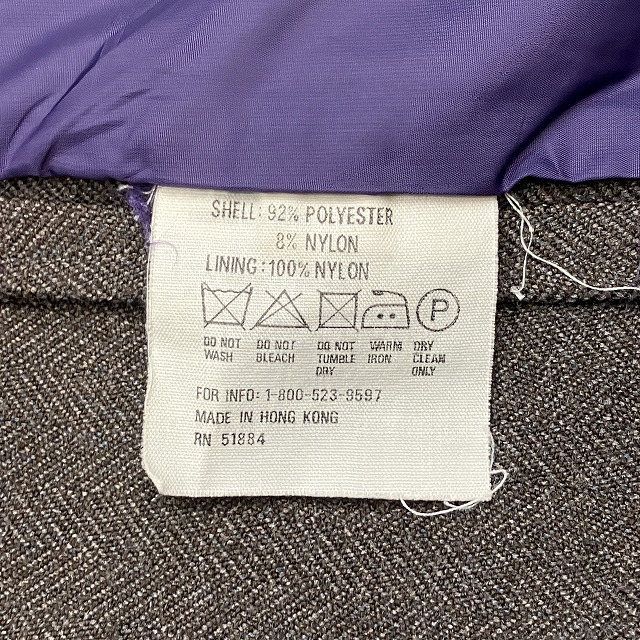 SHELL: 92% POLYESTER
8% NYLON
LINING: 100% NYLON
P
DO NOT WASH
DO NOT BLEACH
DO NOT TUMBLE DRY
WARM IRON
DRY CLEAN ONLY
FOR INFO: 1-800-523-9597
MADE IN HONG KONG
RN 51884